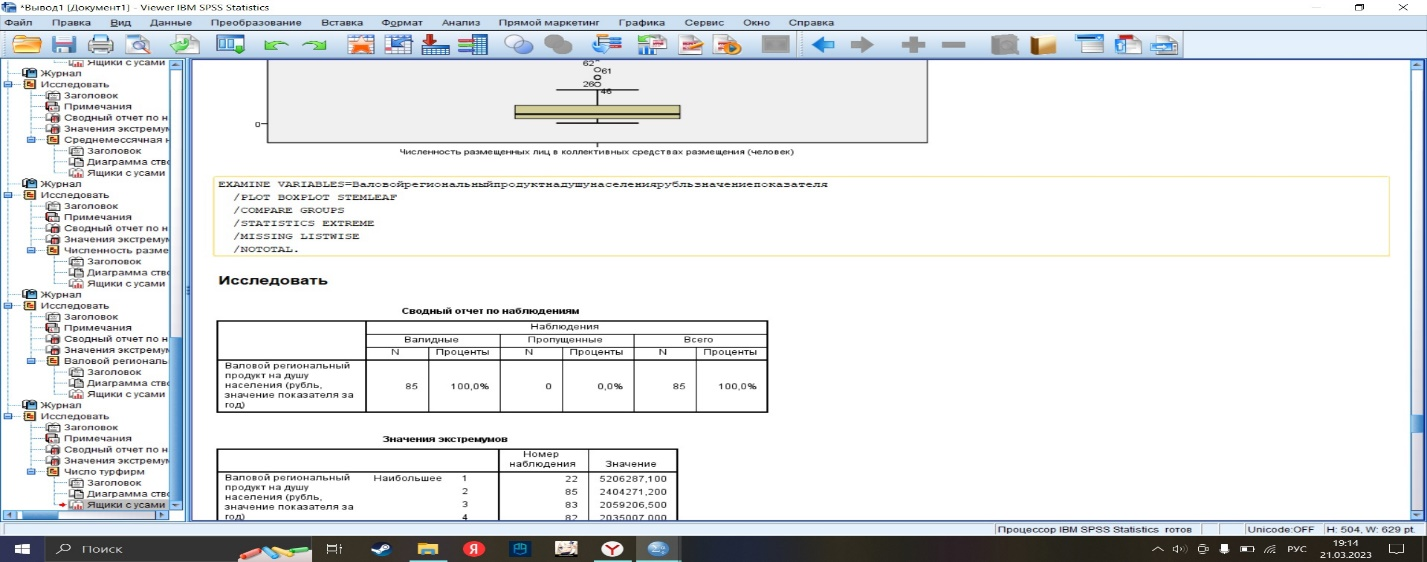 *Вывод1 [Документ1] - Viewer IBM SPSS Statistics
Файл Правка Вид Данные Преобразование Вставка Формат Анализ Прямой маркетинг Графика Сервис Окно Справка
Ящики с усами
Журнал
Исследовать
Заголовок
Примечания
Сводный отчет по н
Значения экстремум
Среднемессячная н
Заголовок
Диаграмма ство
Ящики с усами
Журнал
Исследовать
Заголовок
Примечания
Сводный отчет по н
Значения экстремум
Численность разме
Заголовок
Диаграмма ство
Ящики с усами
Журнал
Исследовать
Заголовок
Примечания
Сводный отчет по н
Значения экстремум
Валовой региональ
Заголовок
Диаграмма ство
Ящики с усами
Журнал
Исследовать
Заголовок
Примечания
Сводный отчет по н
Значения экстремум
Число турфирм
Заголовок
Диаграмма ство
Ящики с усами
62
61
26
46
0
Численность размещенных лиц в коллективных средствах размещения (человек)
EXAMINE VARIABLES=Валовойрегиональныйпродуктнадушунаселениярубльзначениепоказателя
/PLOT BOXPLOT STEMLEAF
/COMPARE GROUPS
/STATISTICS EXTREME
/MISSING LISTWISE
/NOTOTAL.
Исследовать
Сводный отчет по наблюдениям
Наблюдения
Валидные Пропущенные Всего
N Проценты N Проценты N Проценты
Валовой региональный
продукт на душу
населения (рубль,
значение показателя за
год)
85 100,0% 0 0,0% 85 100,0%
Значения экстремумов
Номер
наблюдения Значение
Валовой региональный
продукт на душу
населения (рубль,
значение показателя за
год)
Наибольшее 1 22 5206287,100
2 85 2404271,200
3 83 2059206,500
4 82 2035007,000
Процессор IBM SPSS Statistics готов Unicode:OFF H: 504, W: 629 pt
Поиск
Я
РУС
19:14
21.03.2023